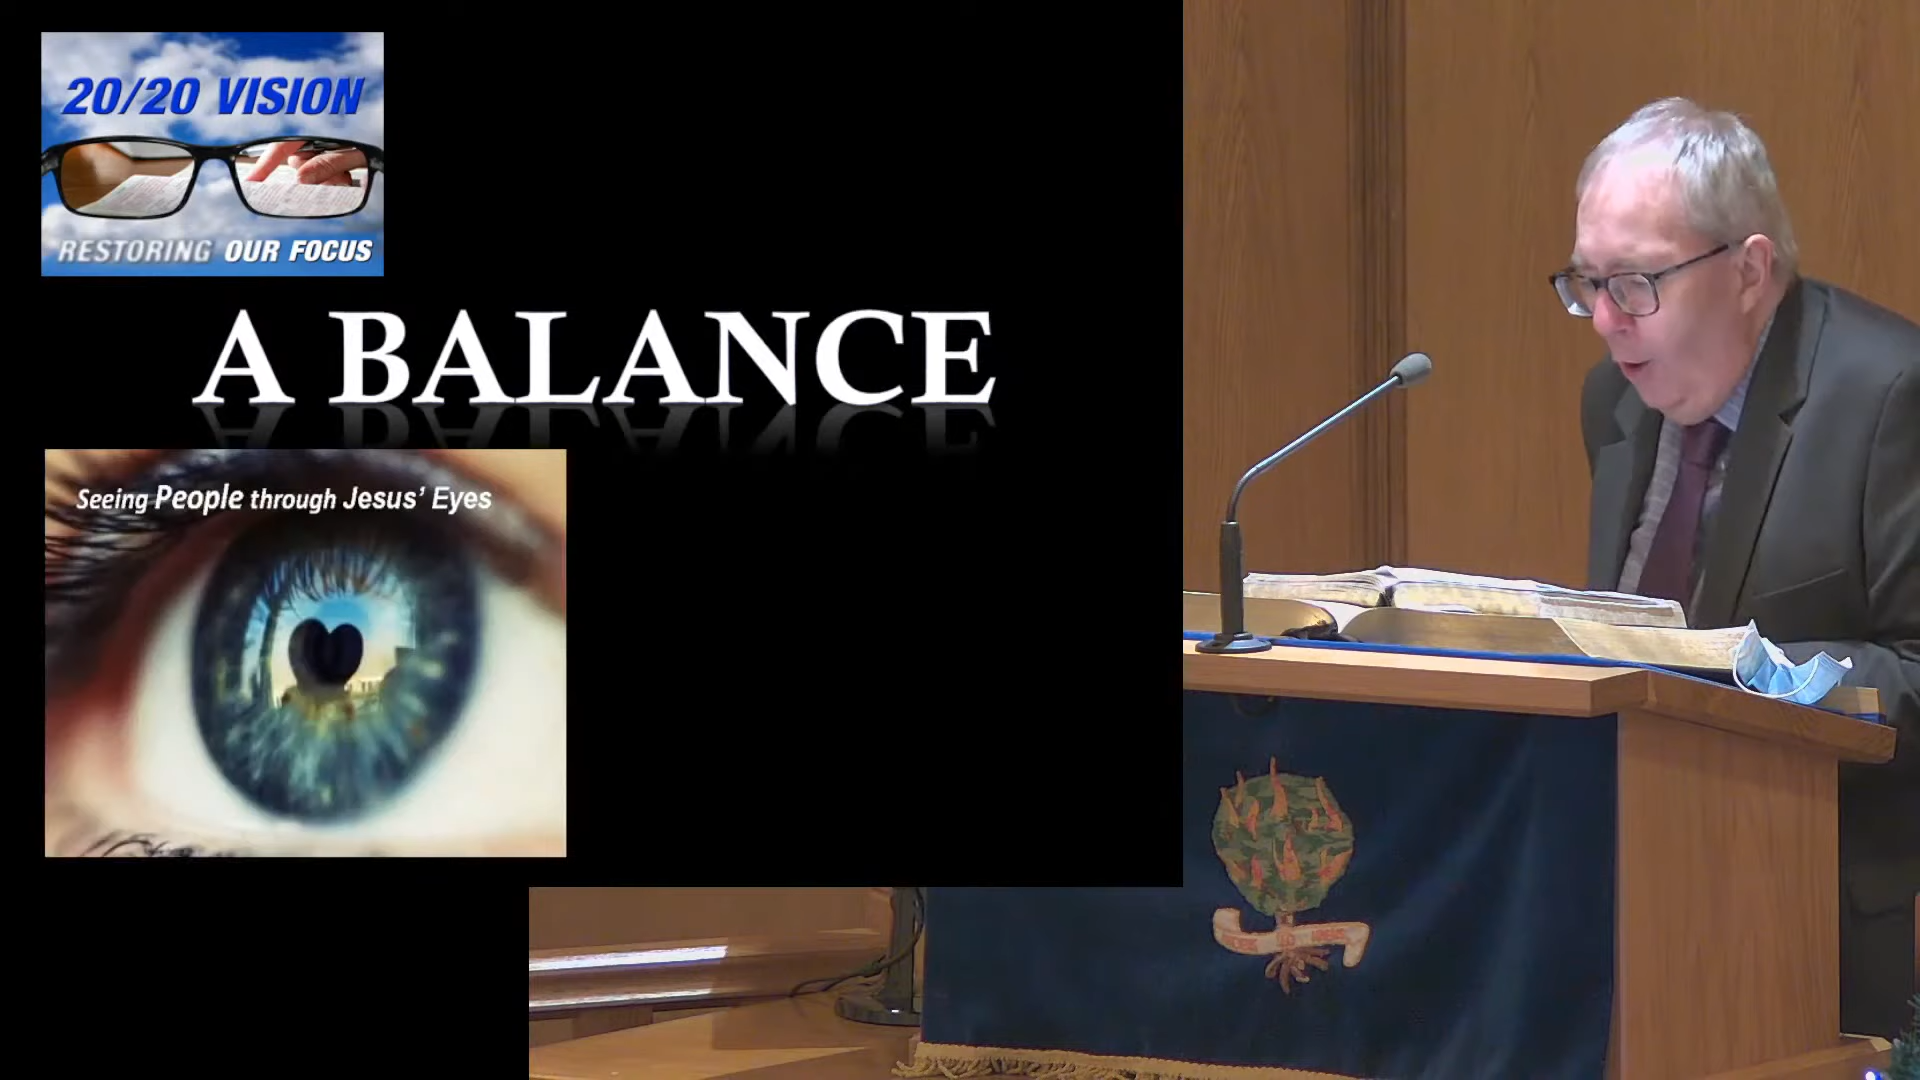 20/20 VISION
RESTORING OUR FOCUS
A BALANCE
Seeing People through Jesus' Eyes